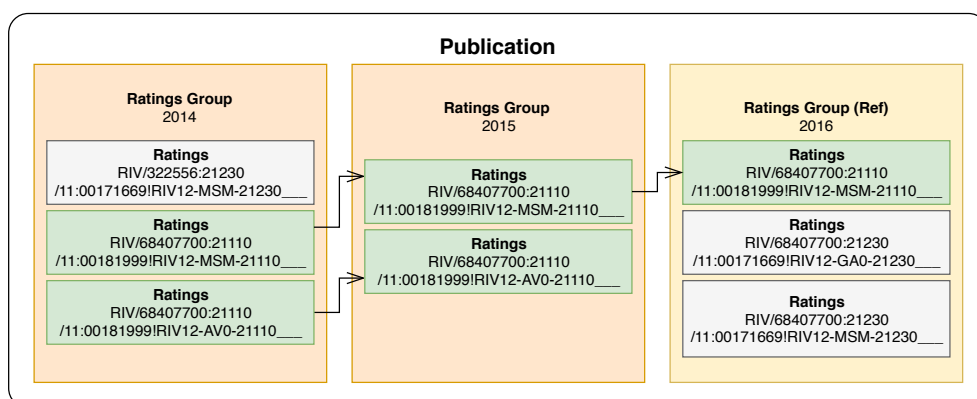 Publication
Ratings Group
2014
Ratings
RIV/322556:21230
/11:00171669!RIV12-MSM-21230___
Ratings
RIV/68407700:21110
/11:00181999!RIV12-MSM-21110___
Ratings
RIV/68407700:21110
/11:00181999!RIV12-AV0-21110___
Ratings Group
2015
Ratings
RIV/68407700:21110
/11:00181999!RIV12-MSM-21110___
Ratings
RIV/68407700:21110
/11:00181999!RIV12-AV0-21110___
Ratings Group (Ref)
2016
Ratings
RIV/68407700:21110
/11:00181999!RIV12-MSM-21110___
Ratings
RIV/68407700:21230
/11:00171669!RIV12-GA0-21230___
Ratings
RIV/68407700:21230
/11:00171669!RIV12-MSM-21230___